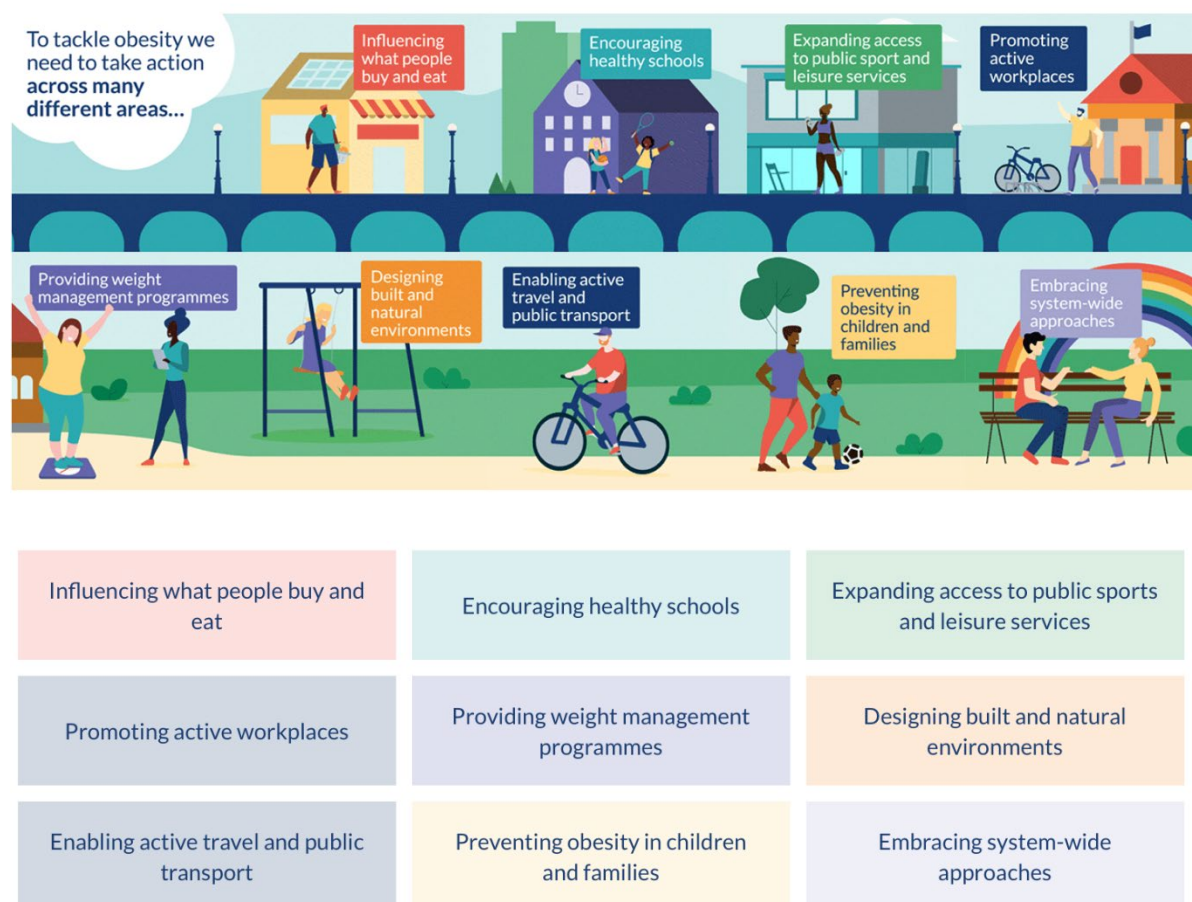 To tackle obesity we
need to take action
across many
different areas...
Influencing
what people
buy and eat
Encouraging
healthy schools
Expanding access
to public sport and
leisure services
Promoting
active
workplaces
Providing weight
management programmes
Designing
built and
natural
environments
Enabling active
travel and
public transport
Preventing
obesity in
children and
families
Embracing
system-wide
approaches
Influencing what people buy and
eat
Encouraging healthy schools
Expanding access to public sports
and leisure services
Promoting active workplaces
Providing weight management
programmes
Designing built and natural
environments
Enabling active travel and public
transport
Preventing obesity in children
and families
Embracing system-wide
approaches